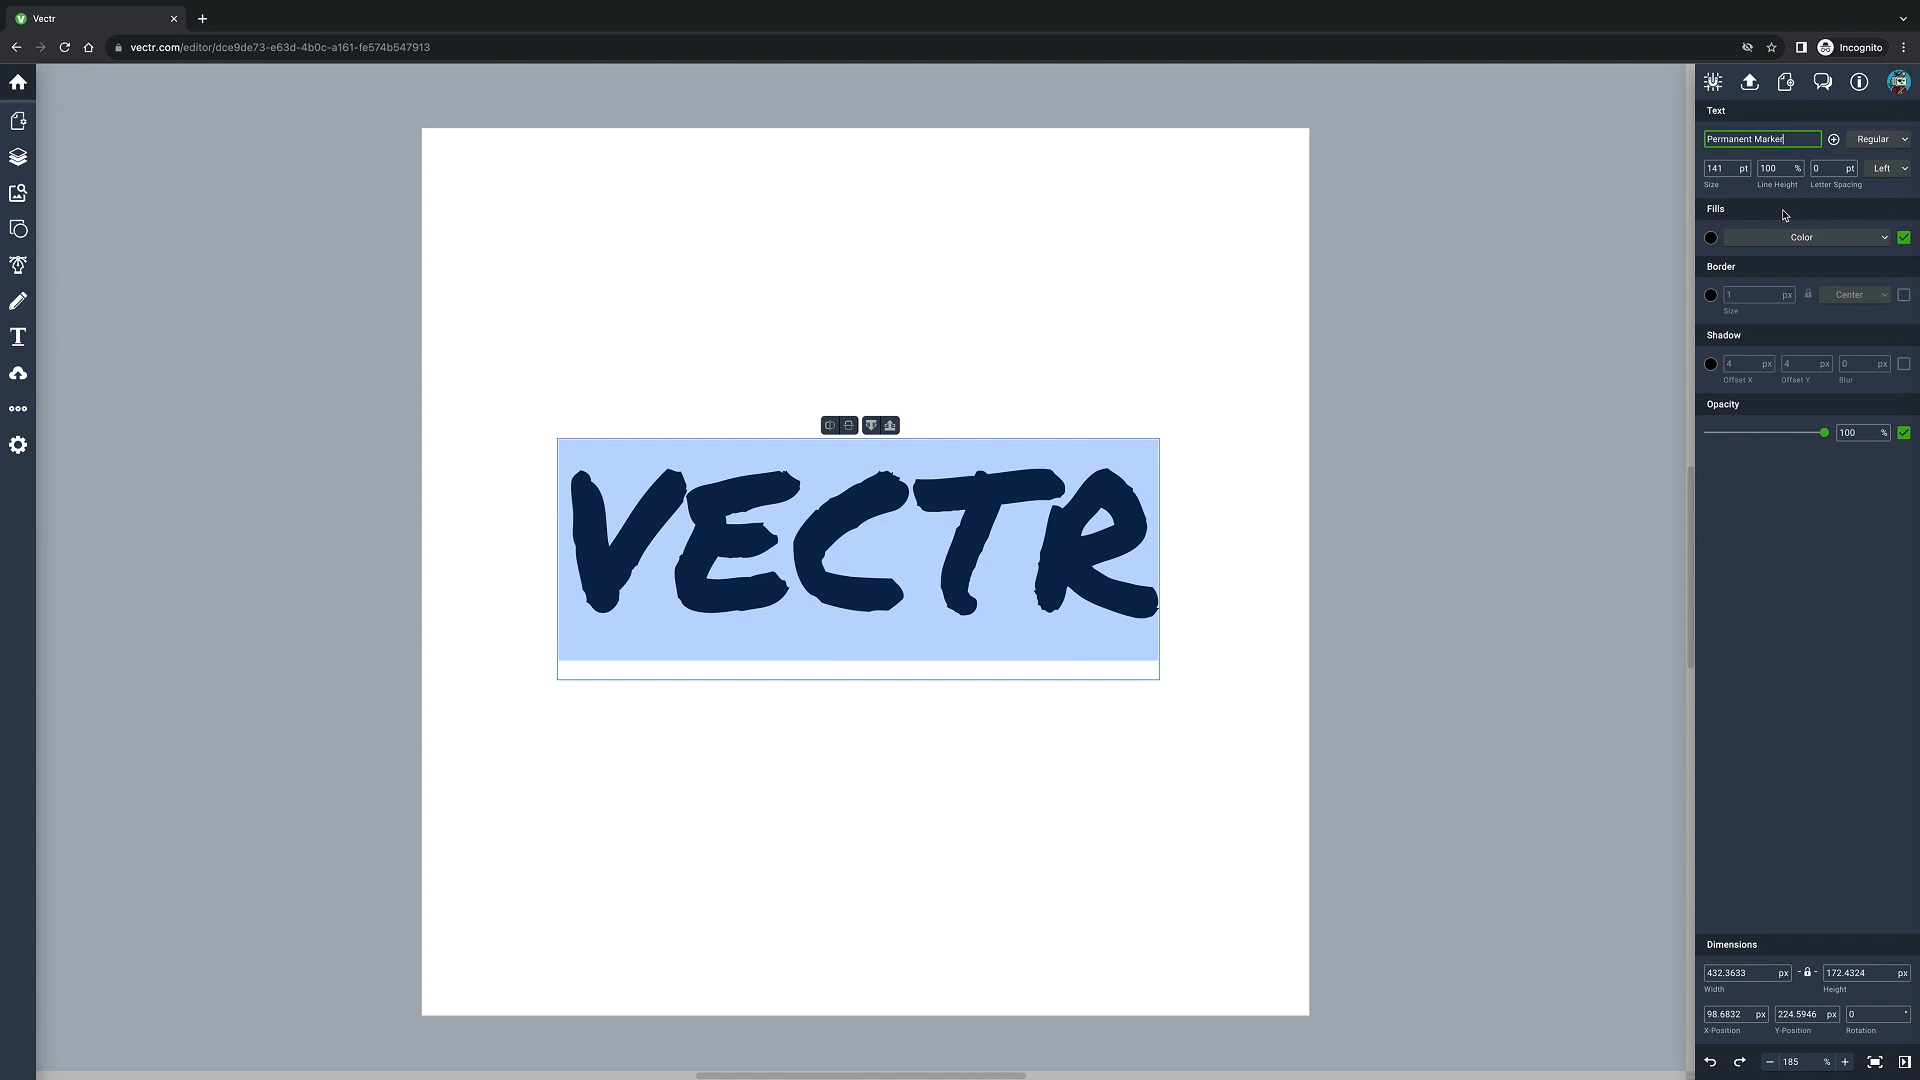 Vectr
vectr.com/editor/dce9de73-e63d-4b0c-a161-fe574b547913
Incognito
Text
Permanent Marker
Regular
141 pt
100 %
0 pt
Left
Size
Line Height
Letter Spacing
Fills
Color
Border
1 px
Center
Size
Shadow
4 px
4 px
0 px
Offset X
Offset Y
Blur
Opacity
100 %
VECTR
Dimensions
432.3633 px
172.4324 px
Width
Height
98.6832 px
224.5946 px
0 °
X-Position
Y-Position
Rotation
185 %